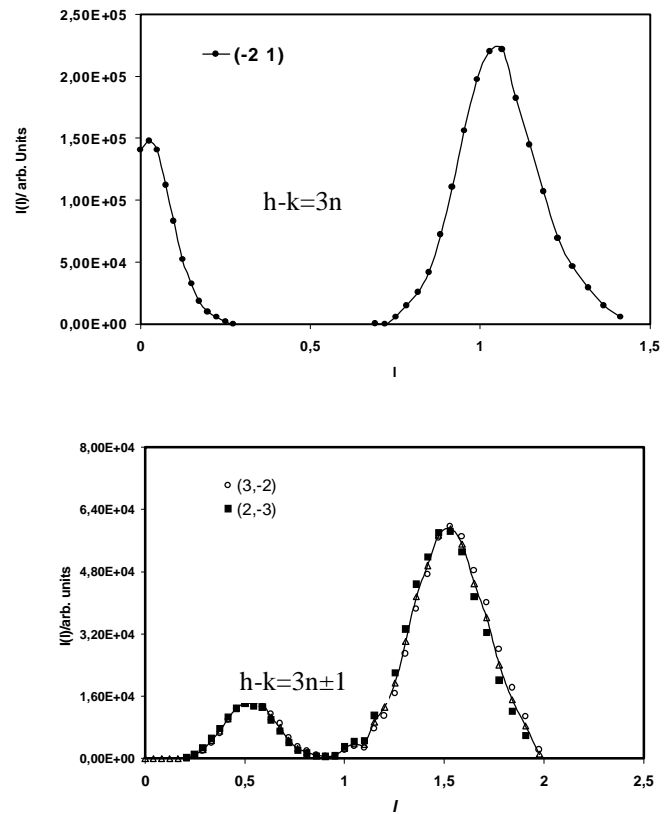 2,50E+05
2,00E+05
1,50E+05
1,00E+05
5,00E+04
0,00E+00
I(l)/ arb. Units
(-2 1)
h-k=3n
0 0,5 1 1,5
l
8,00E+04
6,40E+04
4,80E+04
3,20E+04
1,60E+04
0,00E+00
I(l)/arb. units
(3,-2)
(2,-3)
h-k=3n±1
0 0,5 1 1,5 2 2,5
l